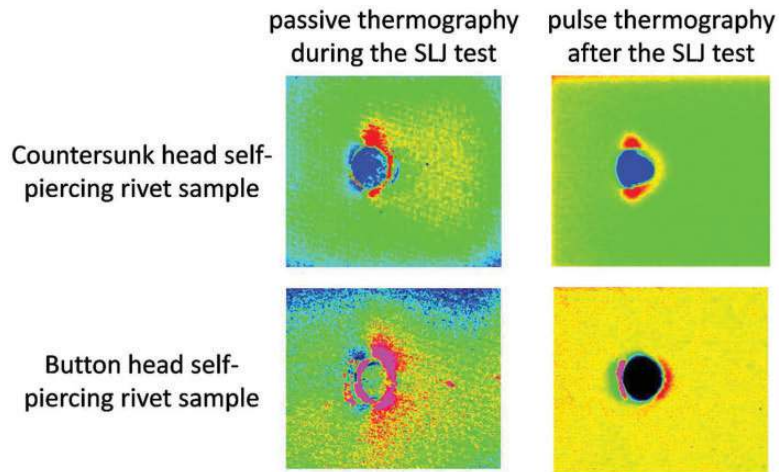 passive thermography
during the SLJ test
pulse thermography
after the SLJ test
Countersunk head self-
piercing rivet sample
Button head self-
piercing rivet sample